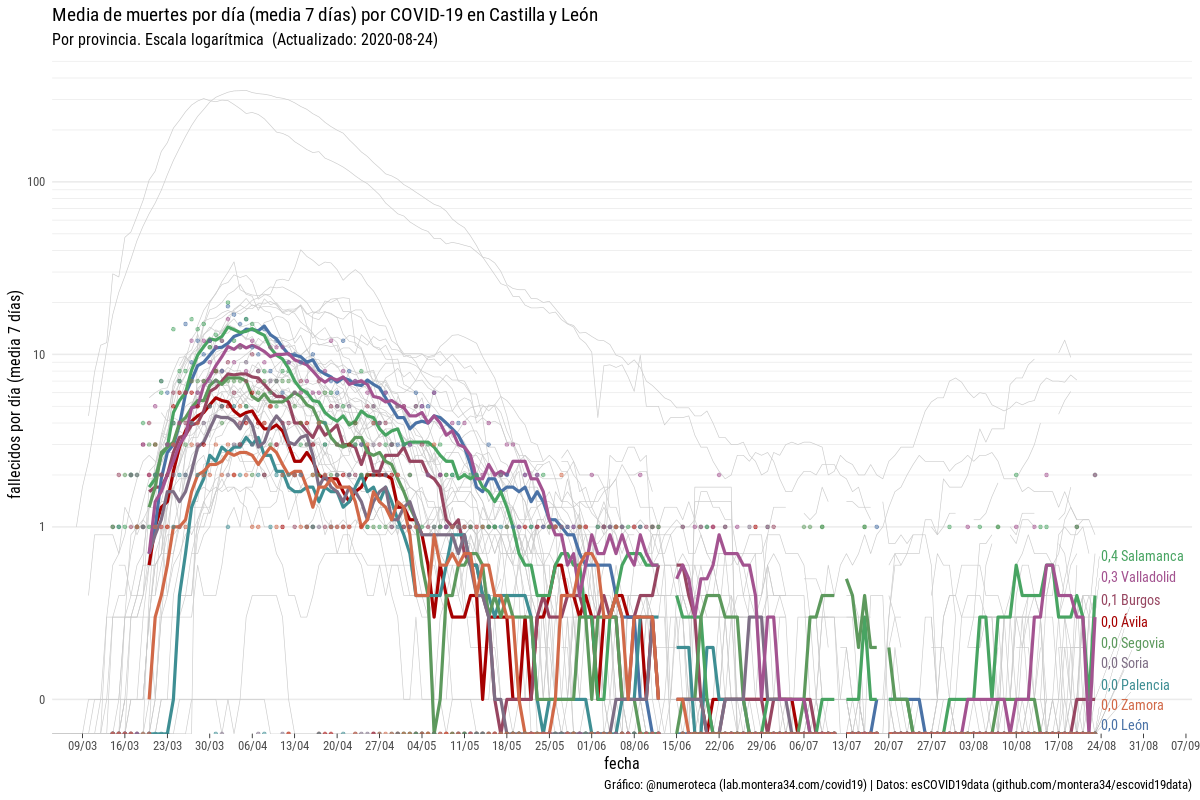 Media de muertes por día (media 7 días) por COVID-19 en Castilla y León
Por provincia. Escala logarítmica (Actualizado: 2020-08-24)
fallecidos por día (media 7 días)
100
10
1
0
0,4 Salamanca
0,3 Valladolid
0,1 Burgos
0,0 Ávila
0,0 Segovia
0,0 Soria
0,0 Palencia
0,0 Zamora
0,0 León
09/03 16/03 23/03 30/03 06/04 13/04 20/04 27/04 04/05 11/05 18/05 25/05 01/06 08/06 15/06 22/06 29/06 06/07 13/07 20/07 27/07 03/08 10/08 17/08 24/08 31/08 07/09
fecha
Gráfico: @numeroteca (lab.montera34.com/covid19) | Datos: esCOVID19data (github.com/montera34/escovid19data)